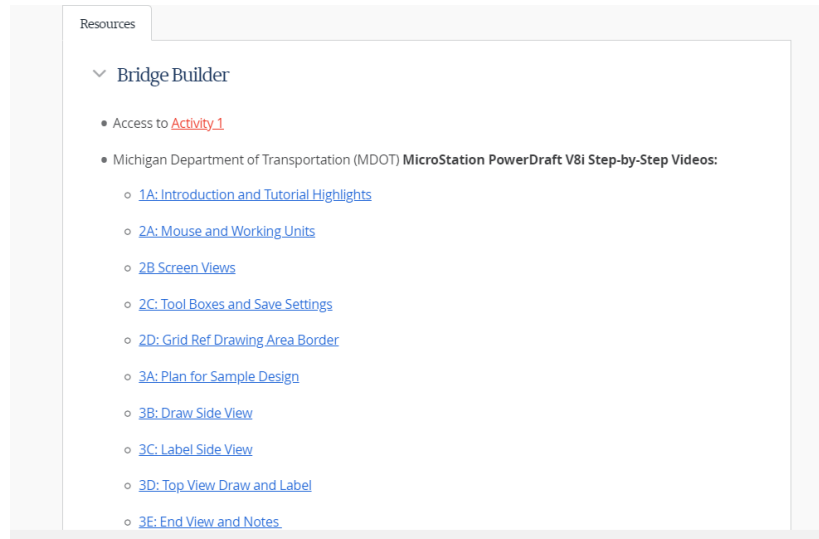 Resources
Bridge Builder
Access to Activity 1
Michigan Department of Transportation (MDOT) MicroStation PowerDraft V8i Step-by-Step Videos:
1A: Introduction and Tutorial Highlights
2A: Mouse and Working Units
2B Screen Views
2C: Tool Boxes and Save Settings
2D: Grid Ref Drawing Area Border
3A: Plan for Sample Design
3B: Draw Side View
3C: Label Side View
3D: Top View Draw and Label
3E: End View and Notes